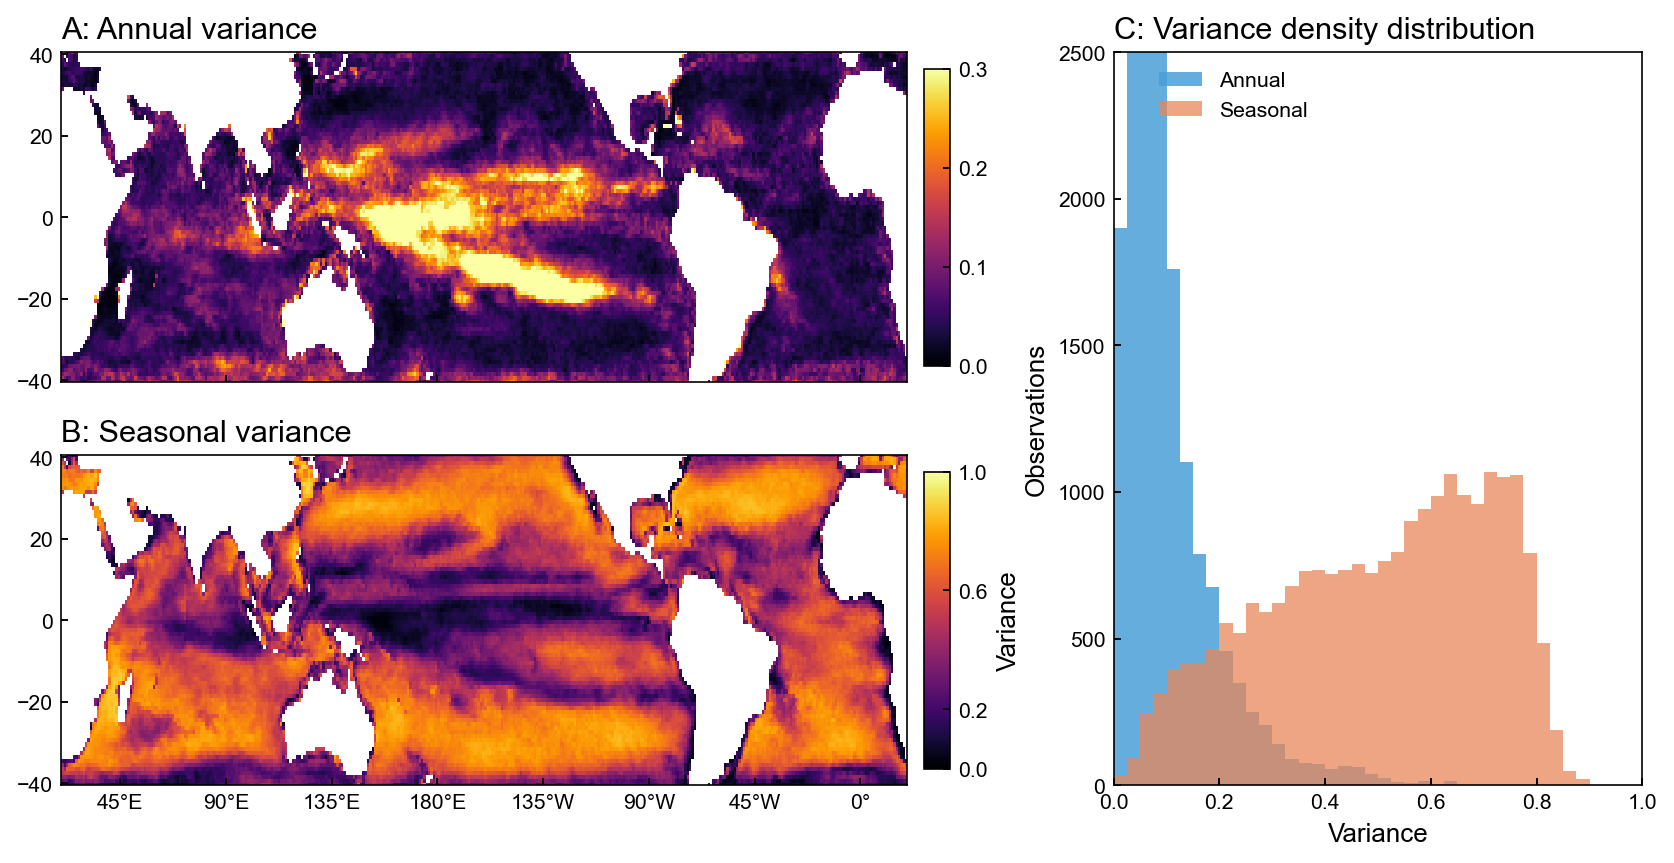 A: Annual variance
40
20
0
−20
−40
0.3
0.2
0.1
0.0
B: Seasonal variance
40
20
0
−20
−40
45°E
90°E
135°E
180°E
135°W
90°W
45°W
0°
1.0
0.6
0.2
0.0
Variance
C: Variance density distribution
Annual
Seasonal
2500
2000
1500
1000
500
0
Observations
0.0
0.2
0.4
0.6
0.8
1.0
Variance